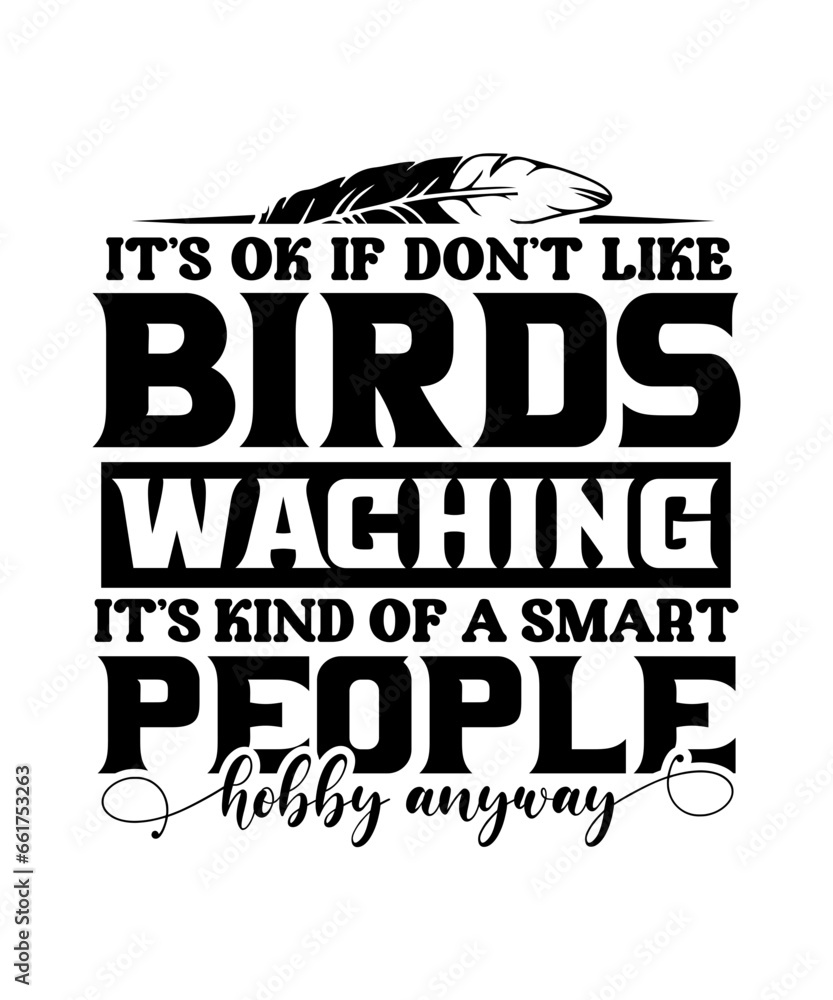 IT'S OK IF DON'T LIKE
BIRDS
WACHING
IT'S KIND OF A SMART
PEOPLE
hobby anyway
Adobe Stock | #661753263